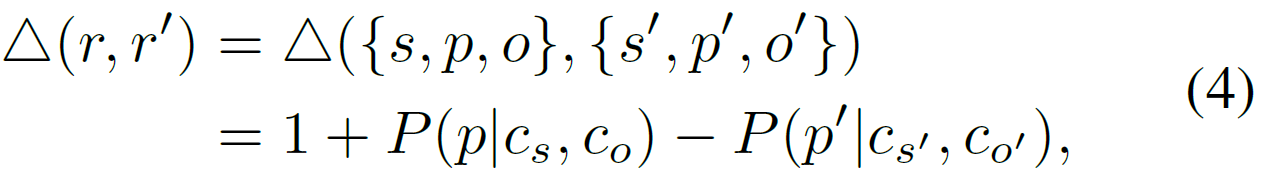 △(r, r′) = △({s, p, o}, {s′, p′, o′})
= 1 + P(p|c_s, c_o) − P(p′|c_{s′}, c_{o′}),
(4)